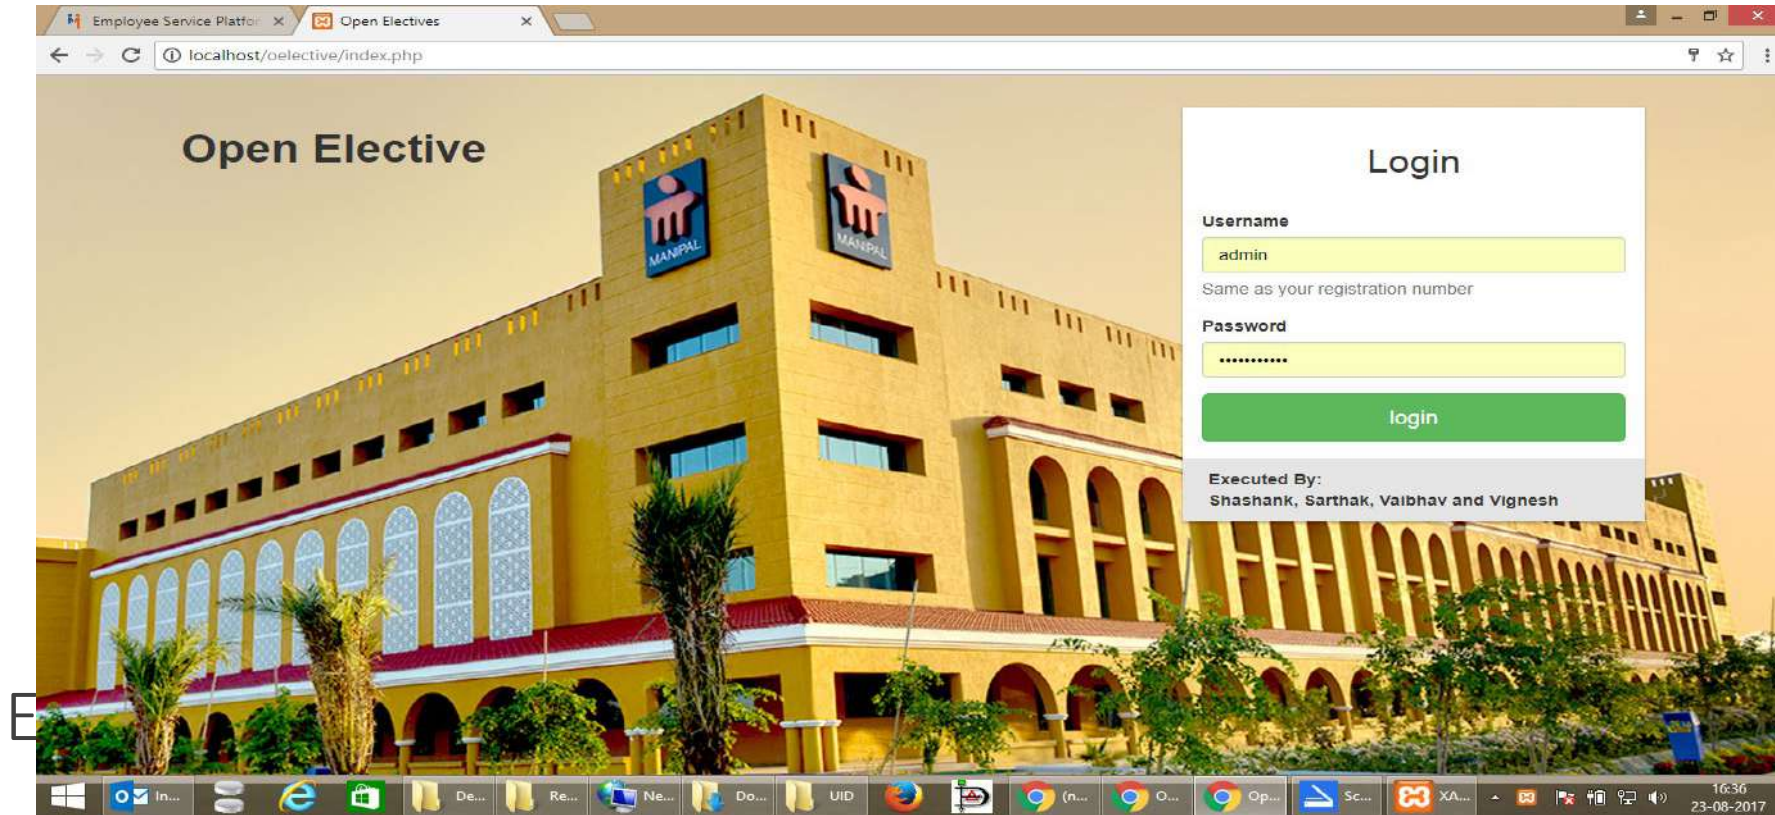 Employee Service Platfor
Open Electives
localhost/oelective/index.php
Open Elective
MANIPAL
MANIPAL
Login
Username
admin
Same as your registration number
Password
login
Executed By:
Shashank, Sarthak, Vaibhav and Vignesh
E
In...
De...
Re...
Ne...
Do...
UID
(n...
O...
Op...
Sc...
XA...
16:36
23-08-2017